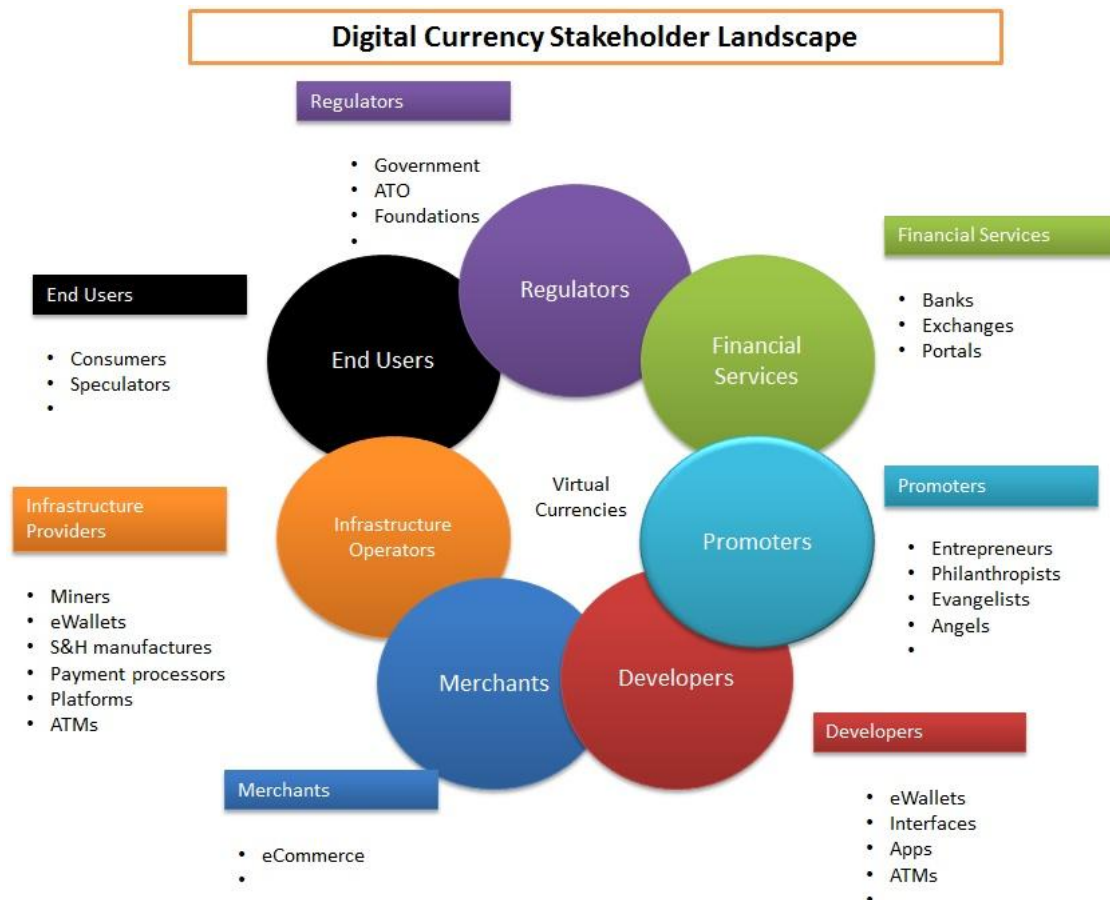 Digital Currency Stakeholder Landscape
Regulators
• Government
• ATO
• Foundations
•
Financial Services
• Banks
• Exchanges
• Portals
End Users
• Consumers
• Speculators
•
Regulators
End Users
Financial
Services
Virtual
Currencies
Infrastructure
Operators
Promoters
Merchants
Developers
Infrastructure
Providers
• Miners
• eWallets
• S&H manufactures
• Payment processors
• Platforms
• ATMs
Promoters
• Entrepreneurs
• Philanthropists
• Evangelists
• Angels
•
Developers
• eWallets
• Interfaces
• Apps
• ATMs
•
Merchants
• eCommerce
•